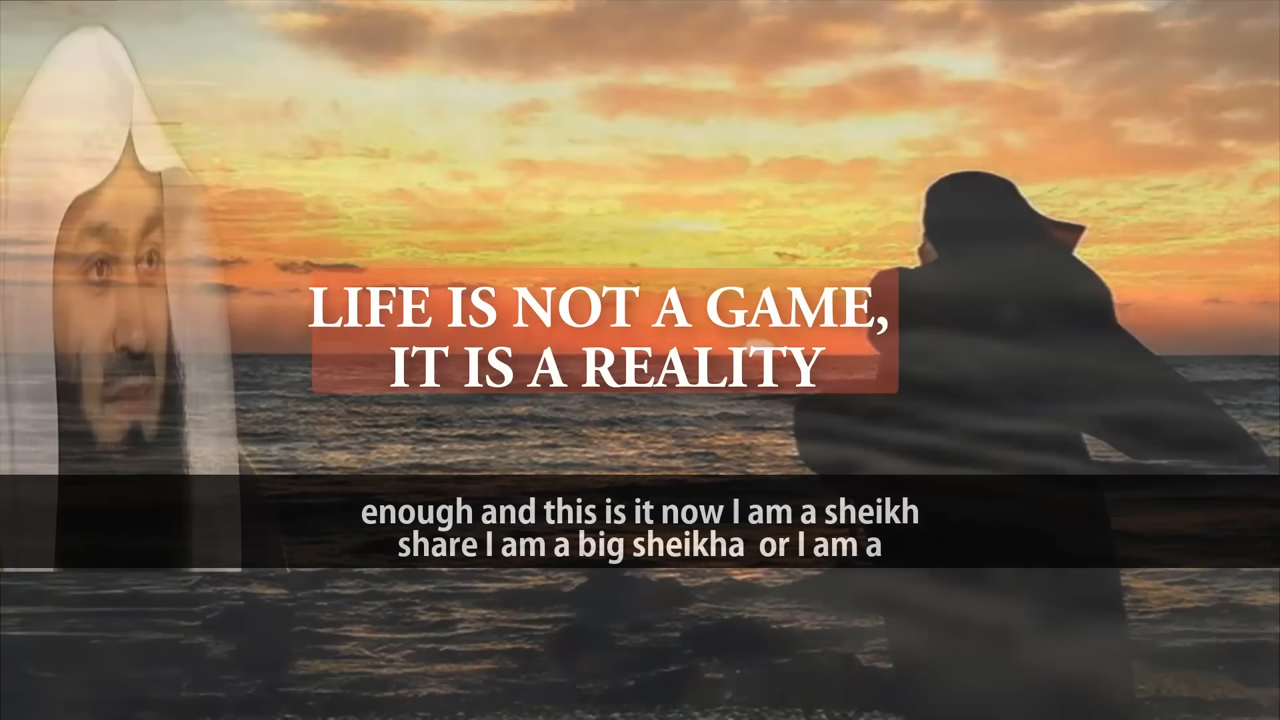 LIFE IS NOT A GAME,
IT IS A REALITY
enough and this is it now I am a sheikh
share I am a big sheikha or I am a